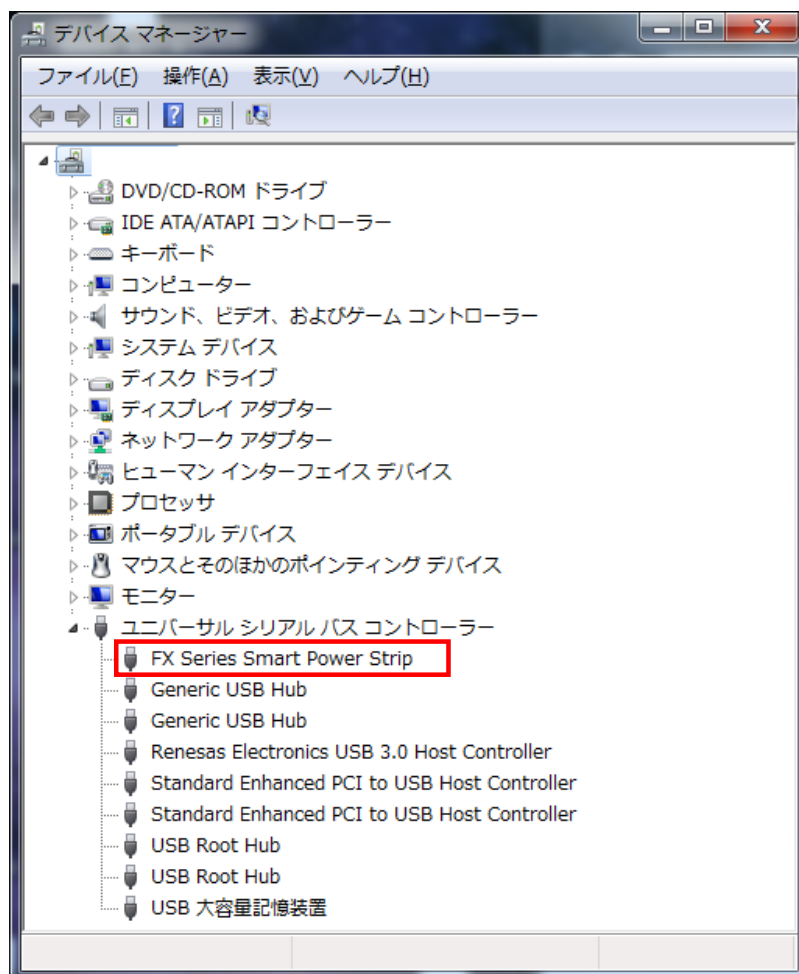 デバイス マネージャー
ファイル(F) 操作(A) 表示(V) ヘルプ(H)
DVD/CD-ROM ドライブ
IDE ATA/ATAPI コントローラー
キーボード
コンピューター
サウンド、ビデオ、およびゲーム コントローラー
システム デバイス
ディスク ドライブ
ディスプレイ アダプター
ネットワーク アダプター
ヒューマン インターフェイス デバイス
プロセッサ
ポータブル デバイス
マウスとそのほかのポインティング デバイス
モニター
ユニバーサル シリアル バス コントローラー
FX Series Smart Power Strip
Generic USB Hub
Generic USB Hub
Renesas Electronics USB 3.0 Host Controller
Standard Enhanced PCI to USB Host Controller
Standard Enhanced PCI to USB Host Controller
USB Root Hub
USB Root Hub
USB 大容量記憶装置